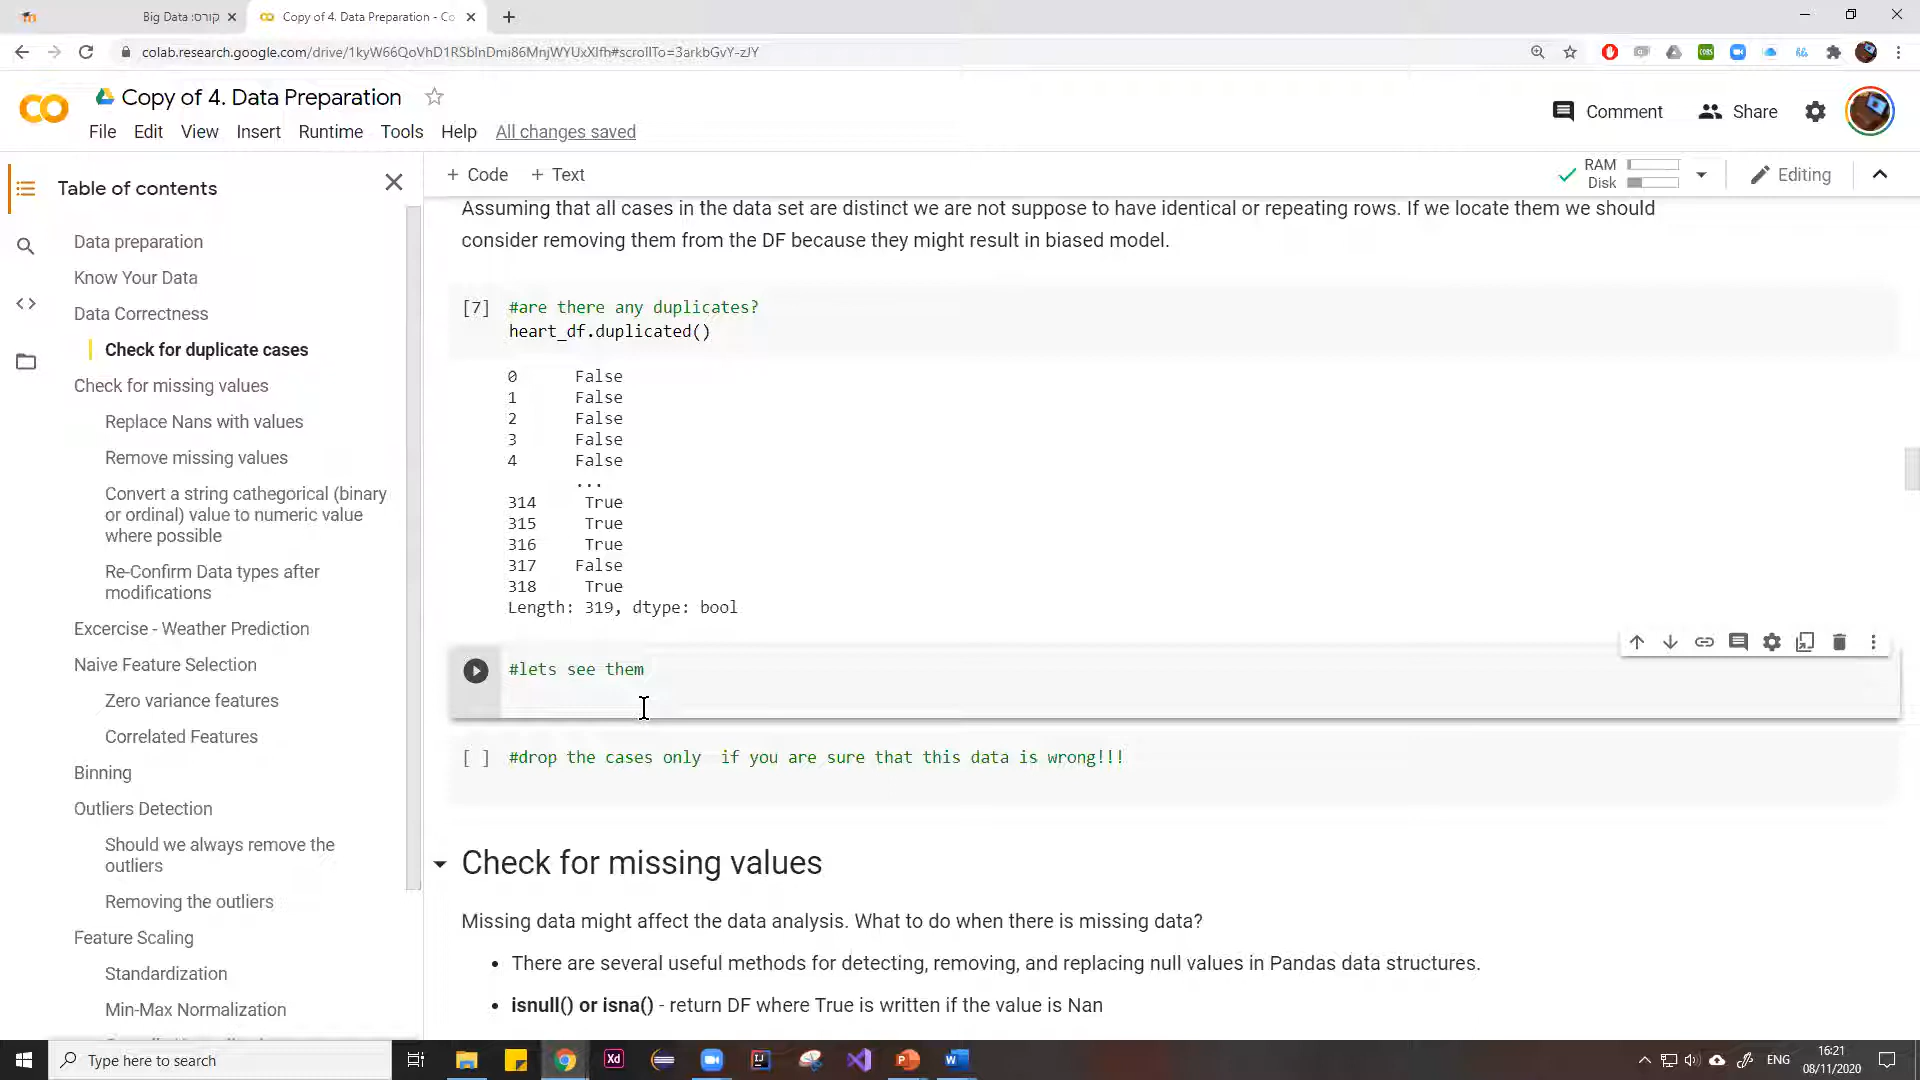 קורס: Big Data
Copy of 4. Data Preparation - Co
colab.research.google.com/drive/1kyW66QoVhD1RSblnDmi86MnjWYUxXlfh#scrollTo=3arkbGvY-zJY
Copy of 4. Data Preparation
Comment
Share
File Edit View Insert Runtime Tools Help All changes saved
Table of contents
+ Code + Text
RAM
Disk
Editing
Data preparation
Know Your Data
Data Correctness
Check for duplicate cases
Check for missing values
Replace Nans with values
Remove missing values
Convert a string cathegorical (binary
or ordinal) value to numeric value
where possible
Re-Confirm Data types after
modifications
Excercise - Weather Prediction
Naive Feature Selection
Zero variance features
Correlated Features
Binning
Outliers Detection
Should we always remove the
outliers
Removing the outliers
Feature Scaling
Standardization
Min-Max Normalization
Assuming that all cases in the data set are distinct we are not suppose to have identical or repeating rows. If we locate them we should
consider removing them from the DF because they might result in biased model.
[7] #are there any duplicates?
heart_df.duplicated()
0 False
1 False
2 False
3 False
4 False
...
314 True
315 True
316 True
317 False
318 True
Length: 319, dtype: bool
#lets see them
[ ] #drop the cases only  if you are sure that this data is wrong!!!
Check for missing values
Missing data might affect the data analysis. What to do when there is missing data?
• There are several useful methods for detecting, removing, and replacing null values in Pandas data structures.
• isnull() or isna() - return DF where True is written if the value is Nan
Type here to search
Xd
ENG
16:21
08/11/2020